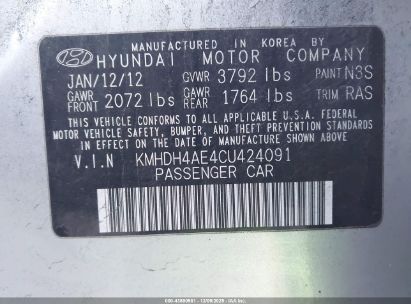 MANUFACTURED IN KOREA BY
HYUNDAI MOTOR COMPANY
JAN/12/12 GVWR 3792 lbs PAINT N3S
GAWR FRONT 2072 lbs GAWR REAR 1764 lbs TRIM RAS
THIS VEHICLE CONFORMS TO ALL APPLICABLE U.S. FEDERAL
MOTOR VEHICLE SAFETY, BUMPER, AND THEFT PREVENTION STANDARDS
IN EFFECT ON THE DATE OF MANUFACTURE SHOWN ABOVE.
V.I.N KMHDH4AE4CU424091
PASSENGER CAR